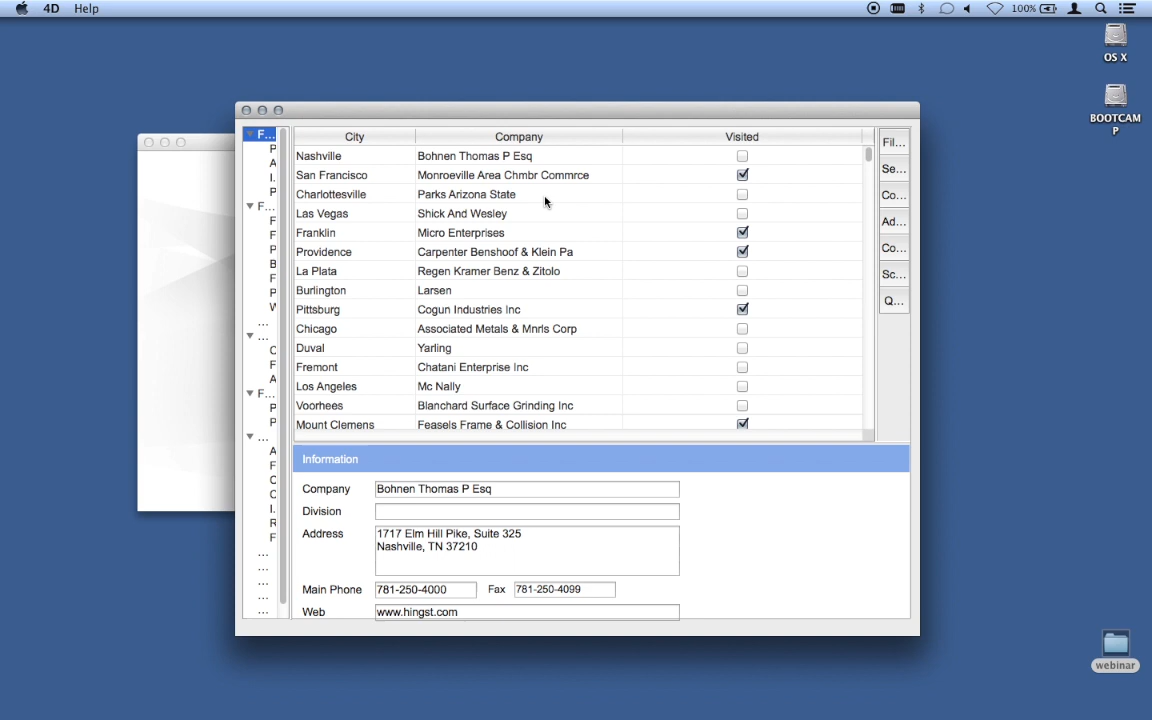 4D Help
100%
OS X
BOOTCAM
P
F...
P
A
I.
P
F...
F
F
P
B
F
P
W
...
...
C
F
A
F...
P
P
...
A
F
C
C
I.
R
F
...
...
...
...
...
City Company Visited
Nashville Bohnen Thomas P Esq
San Francisco Monroeville Area Chmbr Commrce
Charlottesville Parks Arizona State
Las Vegas Shick And Wesley
Franklin Micro Enterprises
Providence Carpenter Benshoof & Klein Pa
La Plata Regen Kramer Benz & Zitolo
Burlington Larsen
Pittsburg Cogun Industries Inc
Chicago Associated Metals & Mnrls Corp
Duval Yarling
Fremont Chatani Enterprise Inc
Los Angeles Mc Nally
Voorhees Blanchard Surface Grinding Inc
Mount Clemens Feasels Frame & Collision Inc
Fil...
Se...
Co...
Ad...
Co...
Sc...
Q...
Information
Company Bohnen Thomas P Esq
Division
Address 1717 Elm Hill Pike, Suite 325
Nashville, TN 37210
Main Phone 781-250-4000 Fax 781-250-4099
Web www.hingst.com
webinar